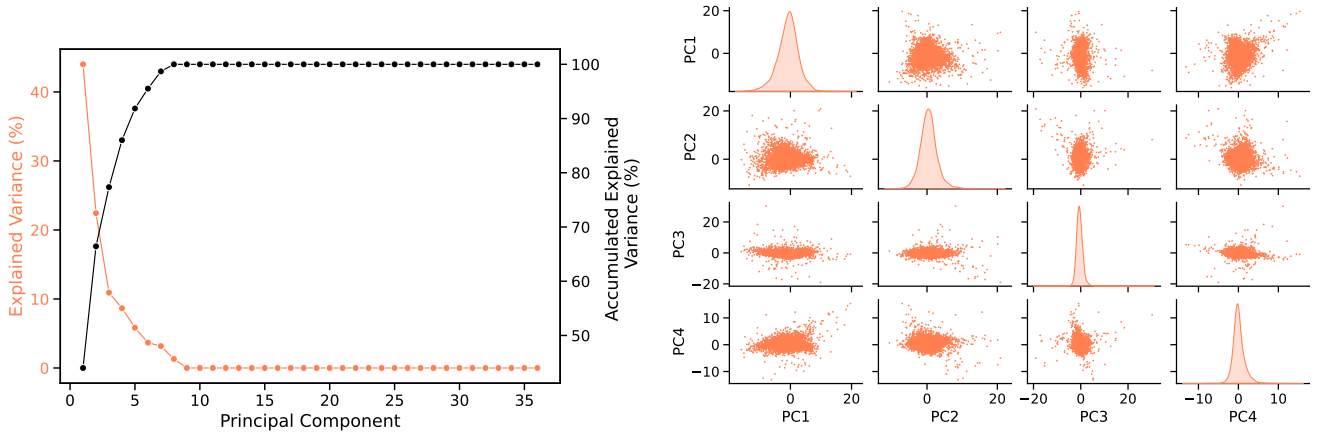 Explained Variance (%)
40
30
20
10
0
0 5 10 15 20 25 30 35
Principal Component
100
90
80
70
60
50
Accumulated Explained
Variance (%)
PC1
20
0
PC2
20
0
PC3
20
0
−20
PC4
10
0
−10
0 20
PC1
0 20
PC2
−20 0 20
PC3
−10 0 10
PC4